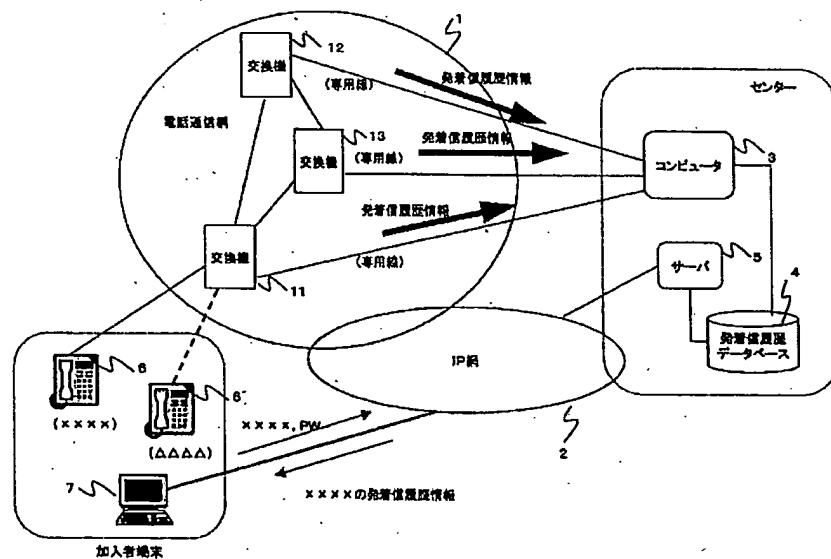 1
12
交換機
(専用線)
発着信履歴情報
センター
電話通信網
13
交換機
(専用線)
発着信履歴情報
コンピュータ
3
発着信履歴情報
交換機
(専用線)
11
サーバ
5
4
発着信履歴
データベース
IP網
2
6
(××××)
6'
(△△△△)
××××, PW
7
××××の発着信履歴情報
加入者端末